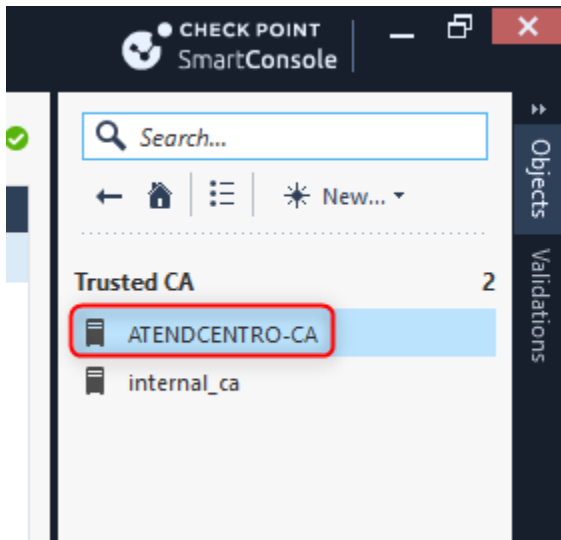 CHECK POINT
SmartConsole
Search...
New...
Trusted CA 2
ATENDCENTRO-CA
internal_ca
Objects
Validations